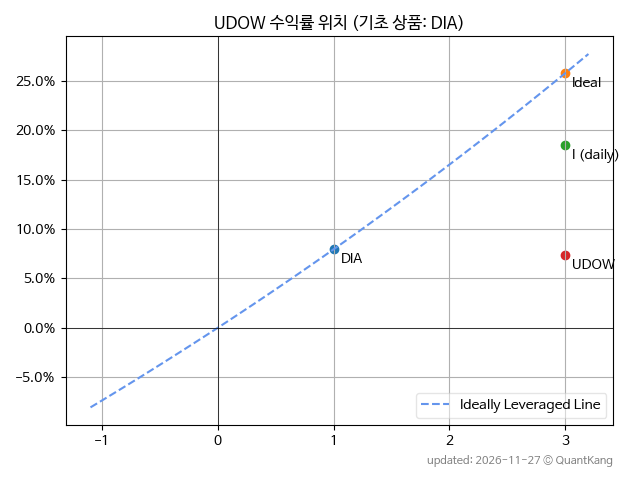 UDOW 수익률 위치 (기초 상품: DIA)
25.0%
20.0%
15.0%
10.0%
5.0%
0.0%
−5.0%
Ideal
I (daily)
DIA
UDOW
Ideally Leveraged Line
−1
0
1
2
3
updated: 2026-11-27 © QuantKang